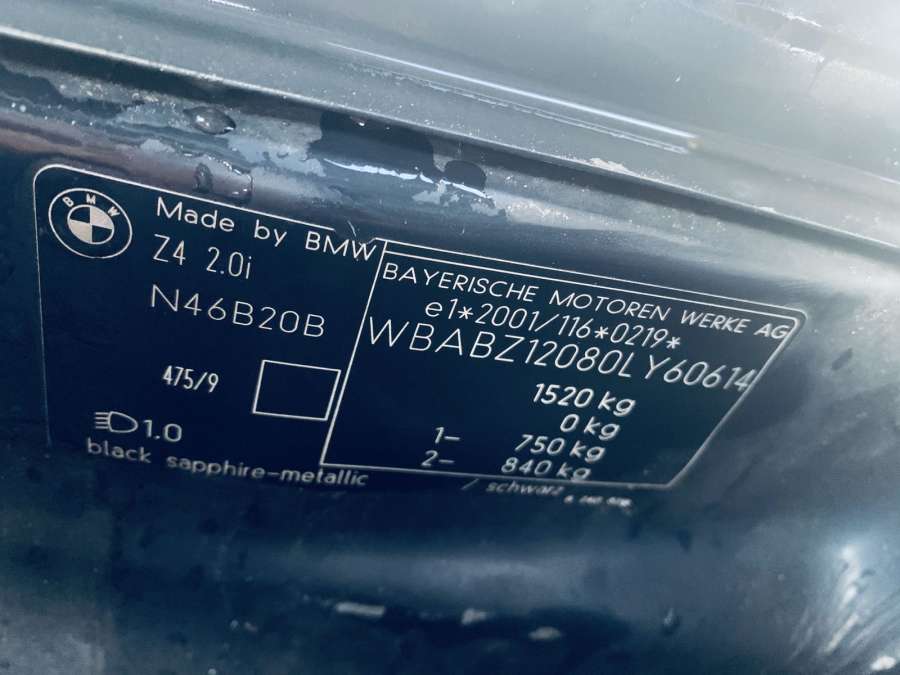 BMW
Made by BMW
Z4 2.0i
N46B20B
475/9
1.0
black sapphire-metallic
BAYERISCHE MOTOREN WERKE AG
e1*2001/116*0219*
WBABZ12080LY60614
1520 kg
0 kg
1- 750 kg
2- 840 kg
/ schwarz